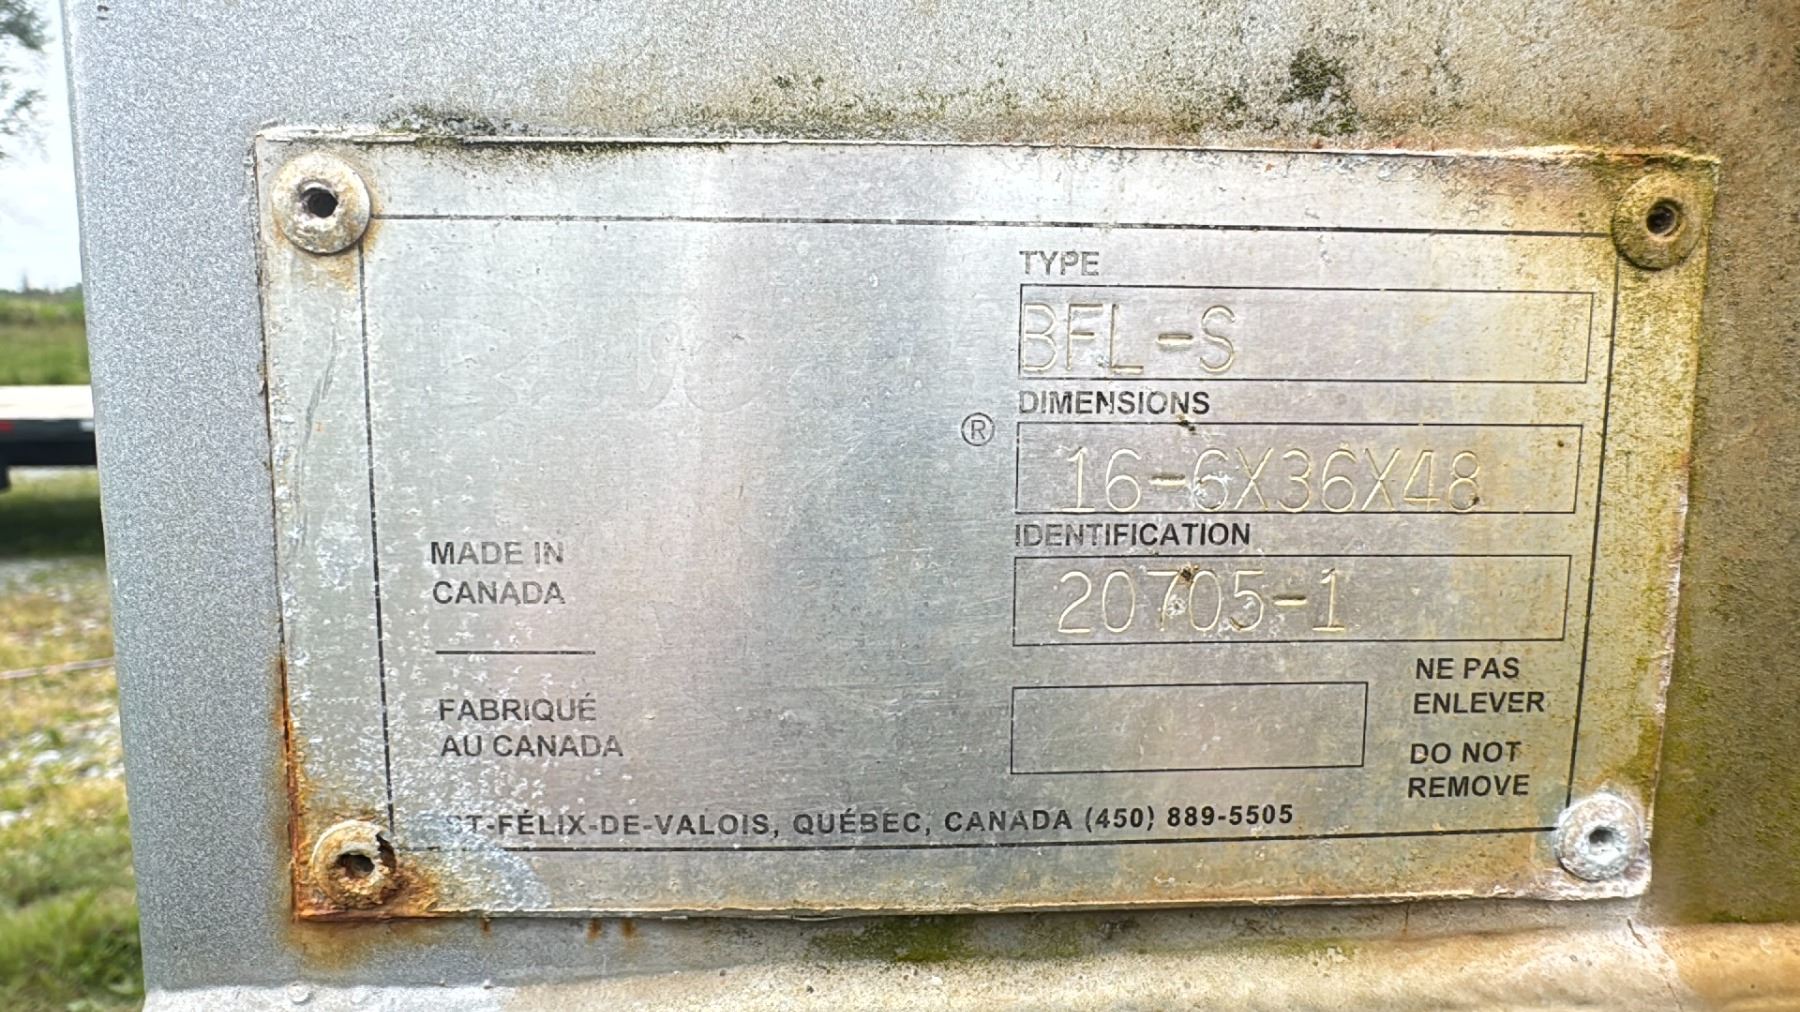 TYPE
BFL-S
DIMENSIONS
®
16-6X36X48
IDENTIFICATION
20705-1
MADE IN
CANADA
FABRIQUÉ
AU CANADA
NE PAS
ENLEVER
DO NOT
REMOVE
ST-FÉLIX-DE-VALOIS, QUÉBEC, CANADA (450) 889-5505